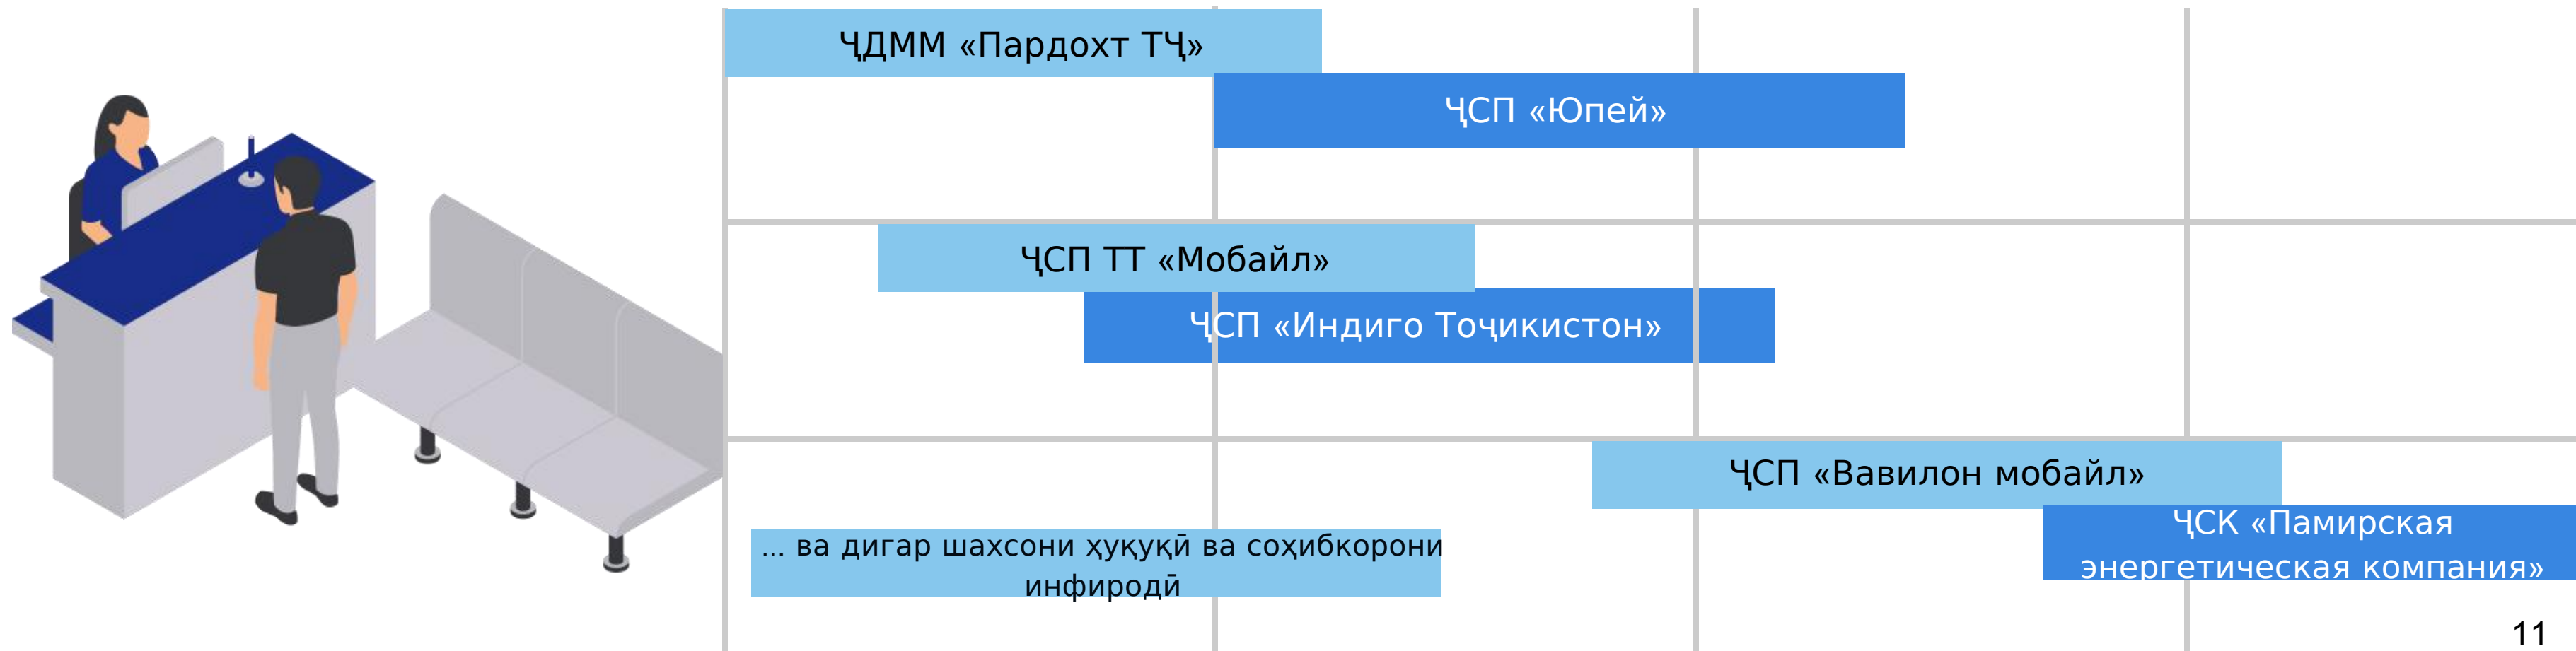 ҶДММ «Пардохт ТҶ»
ҶСП «Юпей»
ҶСП ТТ «Мобайл»
ҶСП «Индиго Тоҷикистон»
ҶСП «Вавилон мобайл»
ҶСК «Памирская
энергетическая компания»
... ва дигар шахсони ҳуқуқӣ ва соҳибкорони
инфиродӣ
11